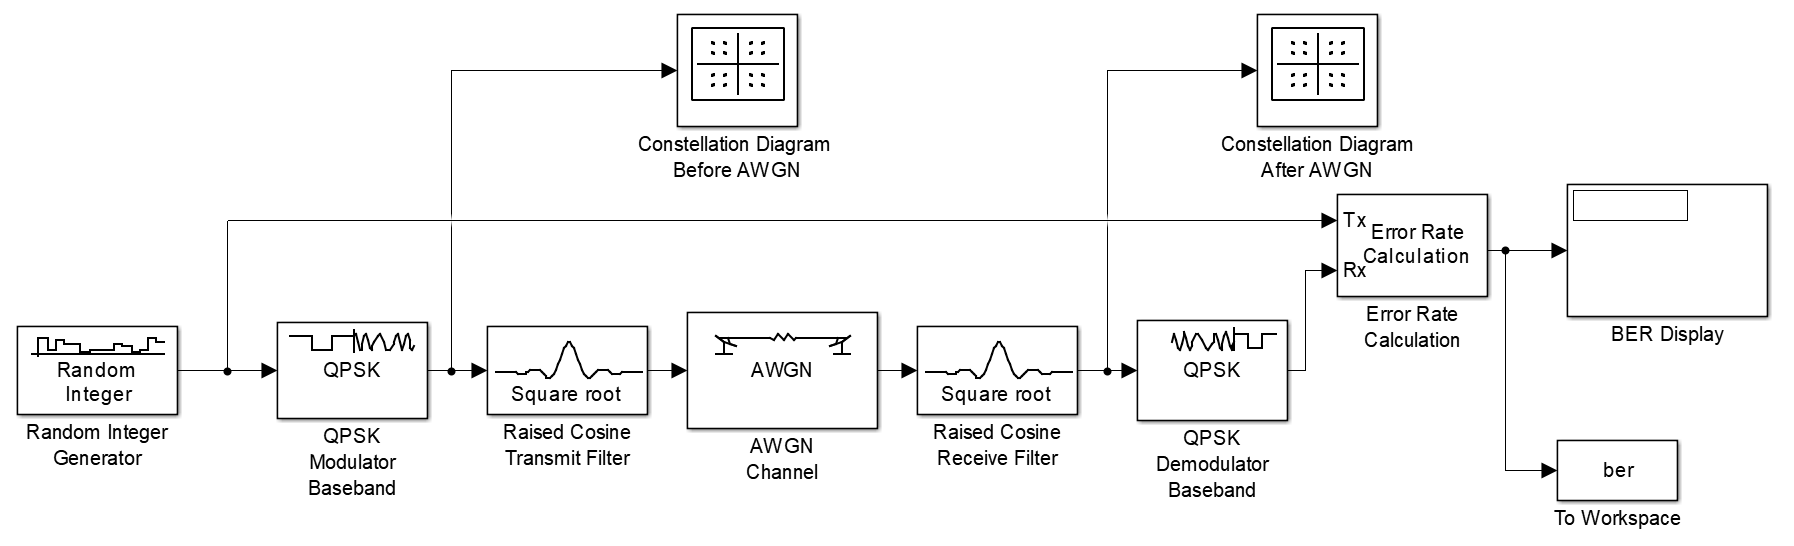 Constellation Diagram
Before AWGN
Constellation Diagram
After AWGN
Tx
Error Rate
Calculation
Rx
Error Rate
Calculation
BER Display
Random
Integer
Random Integer
Generator
QPSK
QPSK
Modulator
Baseband
Square root
Raised Cosine
Transmit Filter
AWGN
AWGN
Channel
Square root
Raised Cosine
Receive Filter
QPSK
QPSK
Demodulator
Baseband
ber
To Workspace